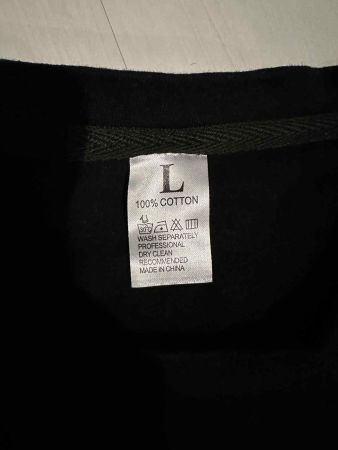 L
100% COTTON
WASH SEPARATELY
PROFESSIONAL
DRY CLEAN
RECOMMENDED
MADE IN CHINA